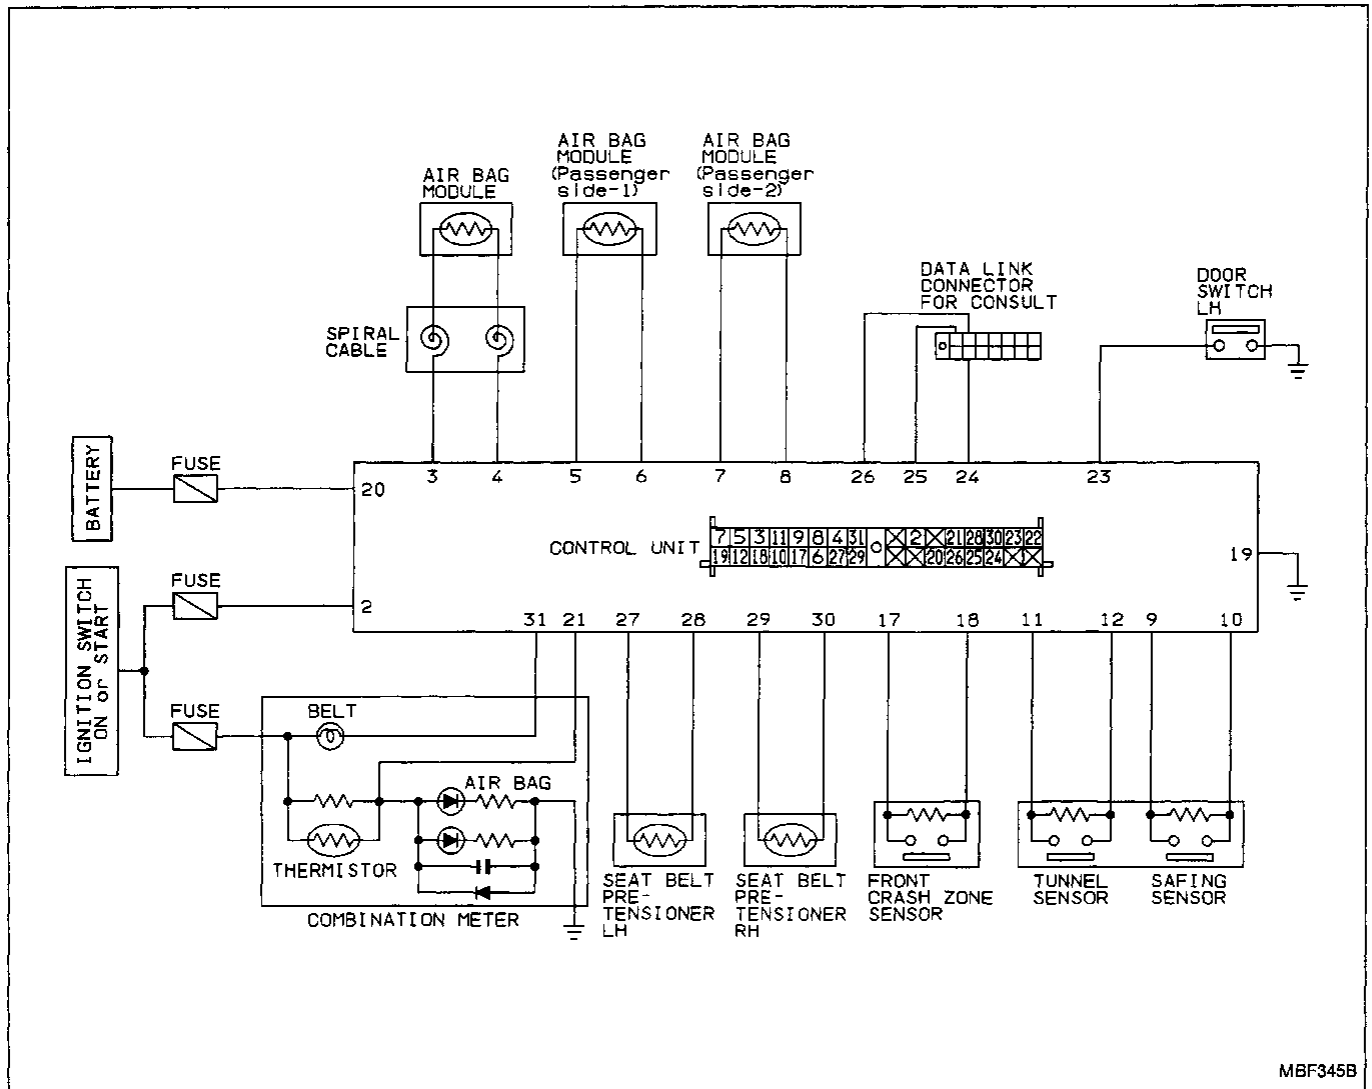 AIR BAG
MODULE
AIR BAG
MODULE
(Passenger
side-1)
AIR BAG
MODULE
(Passenger
side-2)
DATA LINK
CONNECTOR
FOR CONSULT
DOOR
SWITCH
LH
SPIRAL
CABLE
BATTERY
FUSE
3 4 5 6 7 8 26 25 24 23
20
CONTROL UNIT
7 5 3 11 9 8 4 31 2 21 28 30 23 22
19 12 18 10 17 6 27 29 20 26 25 24
19
IGNITION SWITCH
ON or START
FUSE
2
31 21 27 28 29 30 17 18 11 12 9 10
FUSE
BELT
AIR BAG
THERMISTOR
COMBINATION METER
SEAT BELT
PRE-
TENSIONER
LH
SEAT BELT
PRE-
TENSIONER
RH
FRONT
CRASH ZONE
SENSOR
TUNNEL
SENSOR
SAFING
SENSOR
MBF345B